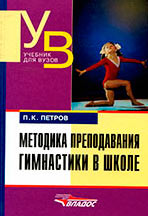 УВ
УЧЕБНИК
ДЛЯ ВУЗОВ
П.К. ПЕТРОВ
МЕТОДИКА ПРЕПОДАВАНИЯ
ГИМНАСТИКИ В ШКОЛЕ
ВЛАДОС